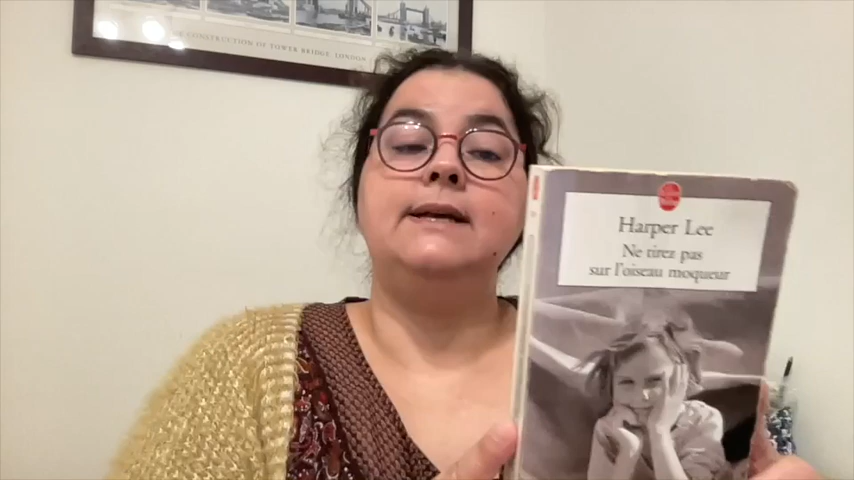 CONSTRUCTION OF TOWER BRIDGE, LONDON
Harper Lee
Ne tirez pas
sur l'oiseau moqueur